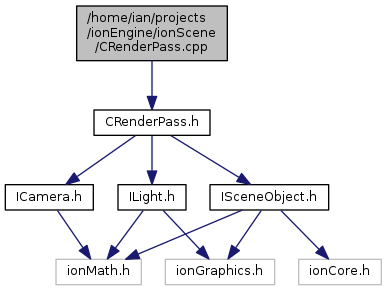 /home/ian/projects
/ionEngine/ionScene
/CRenderPass.cpp
CRenderPass.h
ICamera.h
ILight.h
ISceneObject.h
ionMath.h
ionGraphics.h
ionCore.h